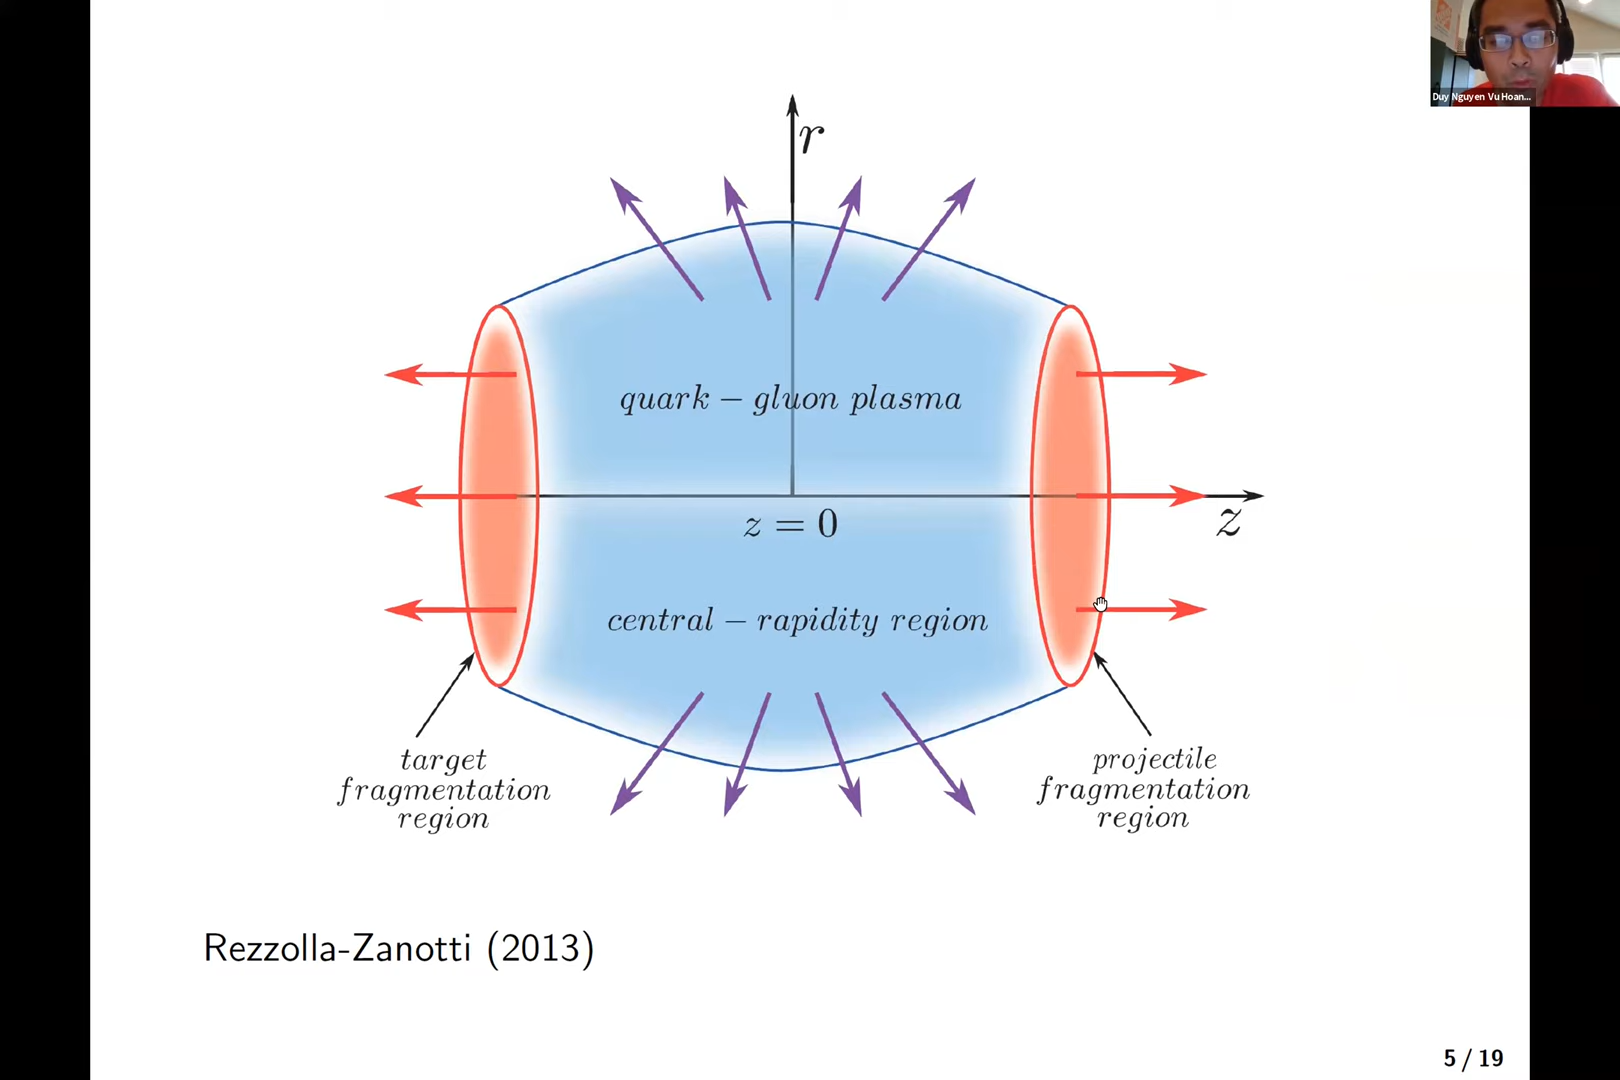 Duy Nguyen Vu Hoan...
r
quark – gluon plasma
z = 0
z
central – rapidity region
target
fragmentation
region
projectile
fragmentation
region
Rezzolla-Zanotti (2013)
5 / 19